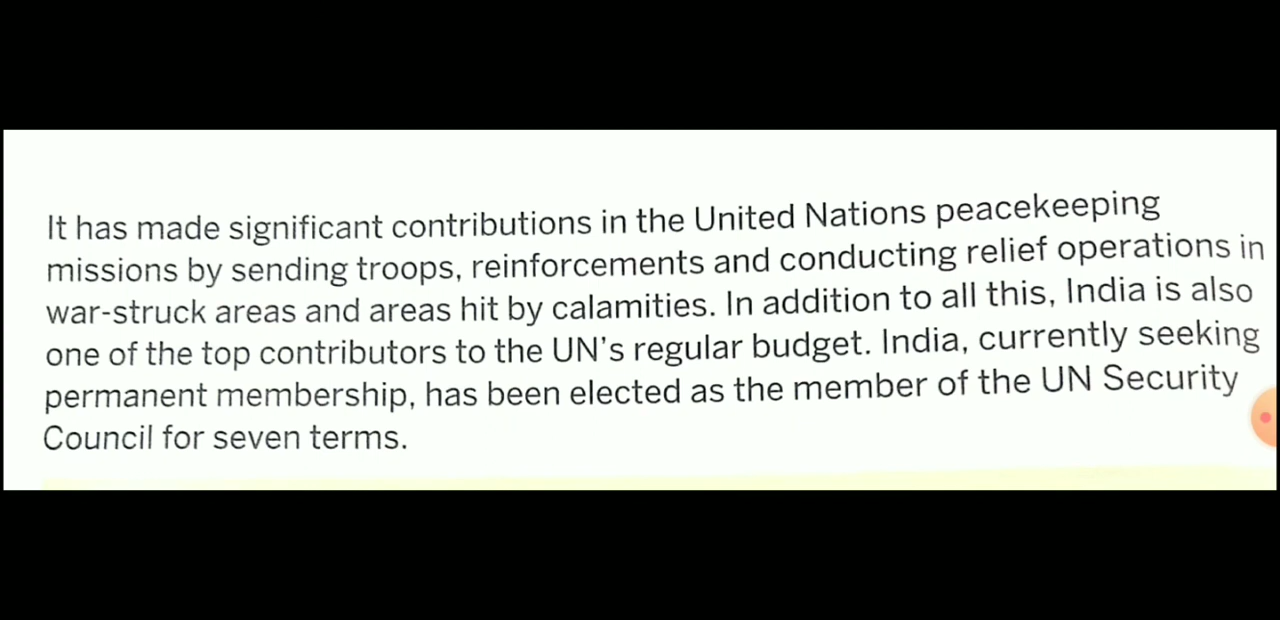 It has made significant contributions in the United Nations peacekeeping
missions by sending troops, reinforcements and conducting relief operations in
war-struck areas and areas hit by calamities. In addition to all this, India is also
one of the top contributors to the UN's regular budget. India, currently seeking
permanent membership, has been elected as the member of the UN Security
Council for seven terms.